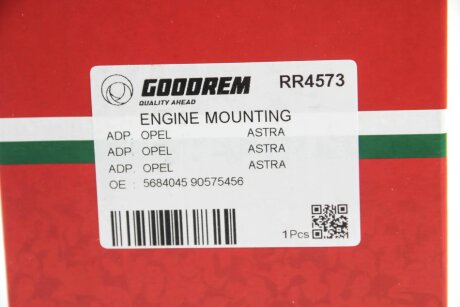 GOODREM RR4573
QUALITY AHEAD
ENGINE MOUNTING
ADP. OPEL ASTRA
ADP. OPEL ASTRA
ADP. OPEL ASTRA
OE : 5684045 90575456
1 Pcs